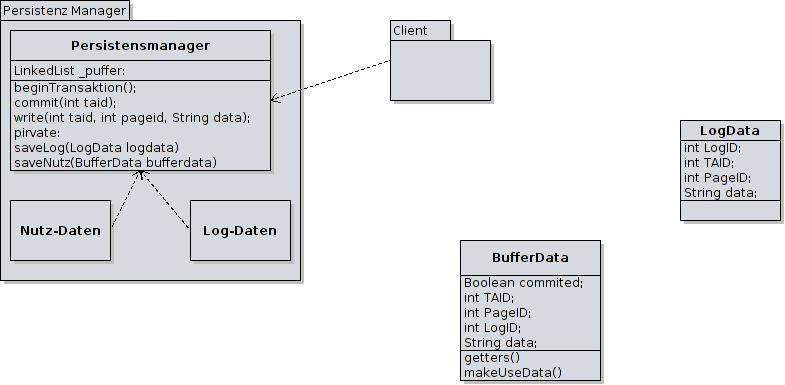 Persistenz Manager
Persistensmanager
LinkedList _puffer:
beginTransaktion();
commit(int taid);
write(int taid, int pageid, String data);
pirvate:
saveLog(LogData logdata)
saveNutz(BufferData bufferdata)
Nutz-Daten
Log-Daten
Client
LogData
int LogID;
int TAID;
int PageID;
String data;
BufferData
Boolean commited;
int TAID;
int PageID;
int LogID;
String data;
getters()
makeUseData()